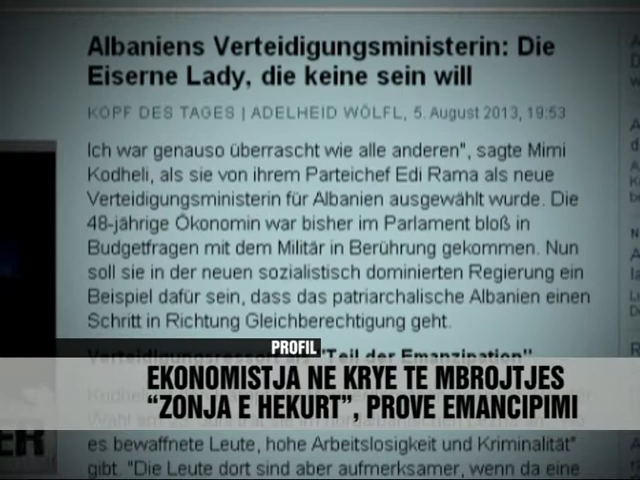 Albaniens Verteidigungsministerin: Die
Eiserne Lady, die keine sein will
KOPF DES TAGES | ADELHEID WÖLFL, 5. August 2013, 19:53
Ich war genauso überrascht wie alle anderen", sagte Mimi
Kodheli, als sie von ihrem Parteichef Edi Rama als neue
Verteidigungsministerin für Albanien ausgewählt wurde. Die
48-jährige Ökonomin war bisher im Parlament bloß in
Budgetfragen mit dem Militär in Berührung gekommen. Nun
soll sie in der neuen sozialistisch dominierten Regierung ein
Beispiel dafür sein, dass das patriarchalische Albanien einen
Schritt in Richtung Gleichberechtigung geht.
PROFIL
"Teil der Emanzipation"
EKONOMISTJA NE KRYE TE MBROJTJES
“ZONJA E HEKURT”, PROVE EMANCIPIMI
es bewaffnete Leute, hohe Arbeitslosigkeit und Kriminalität"
gibt. "Die Leute dort sind aber aufmerksamer, wenn da eine